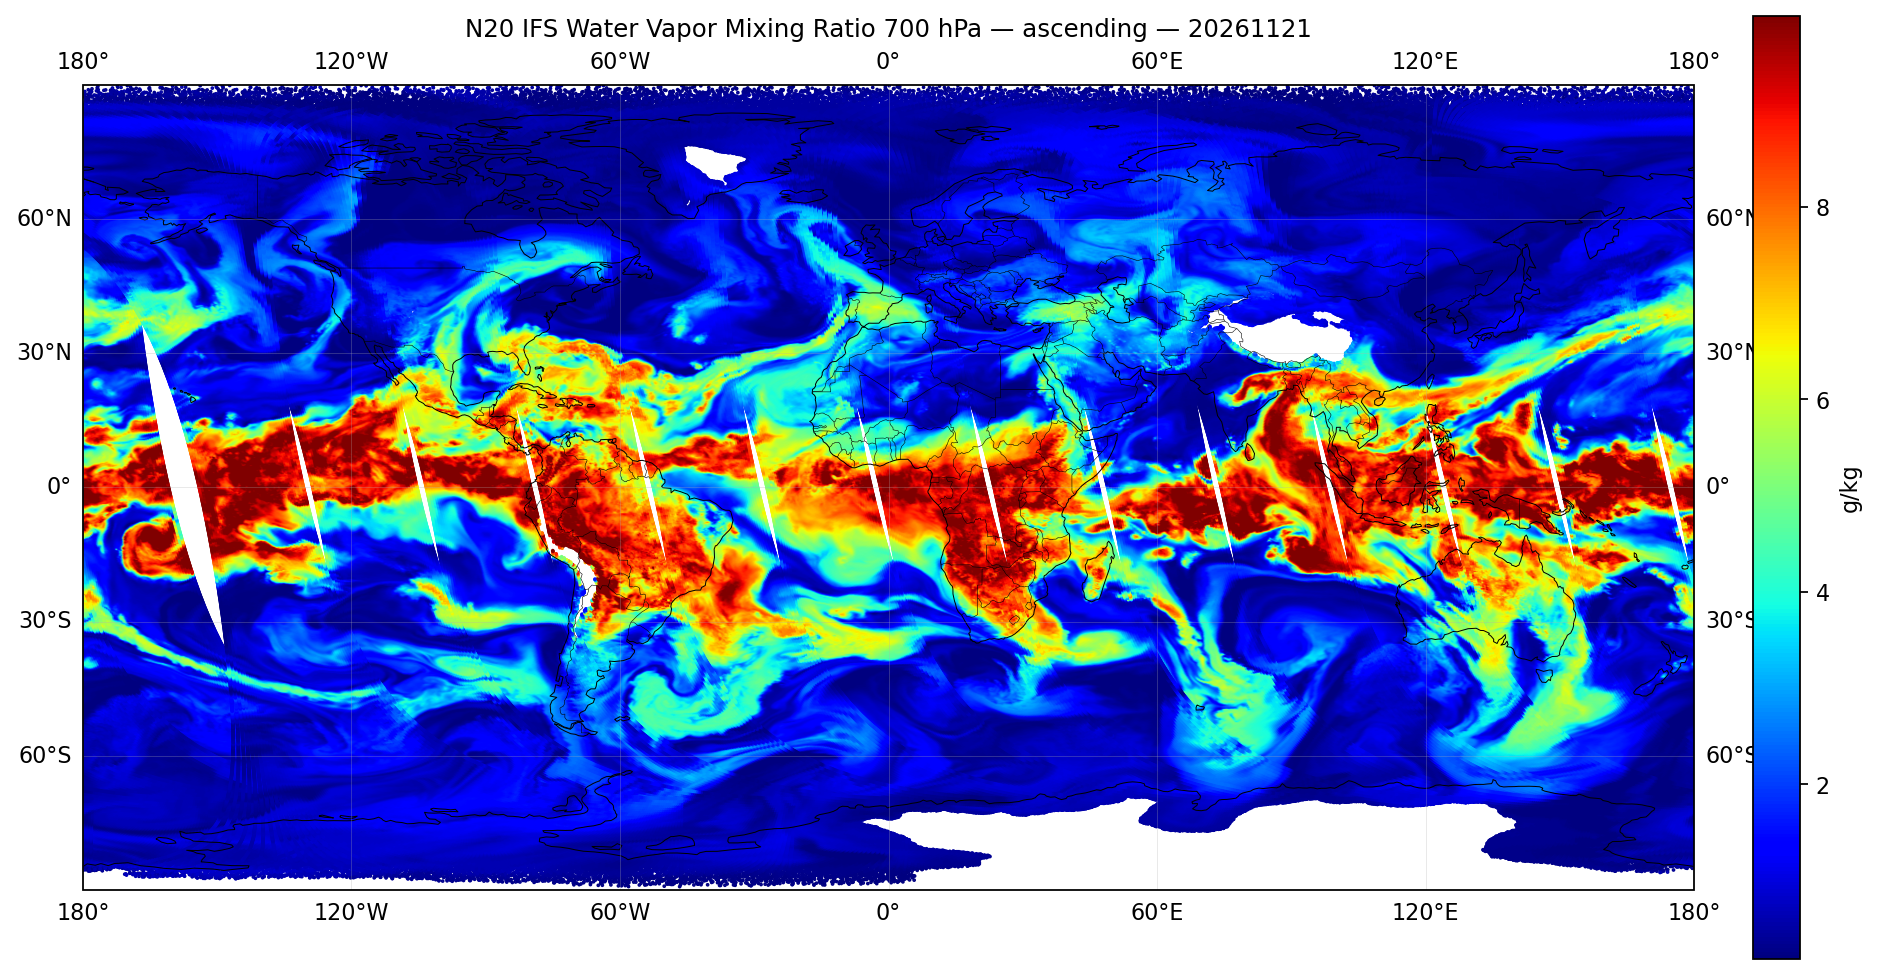 N20 IFS Water Vapor Mixing Ratio 700 hPa — ascending — 20261121
180° 120°W 60°W 0° 60°E 120°E 180°
60°N 60°N
30°N 30°N
0° 0°
30°S 30°S
60°S 60°S
180° 120°W 60°W 0° 60°E 120°E 180°
8
6
4
2
g/kg